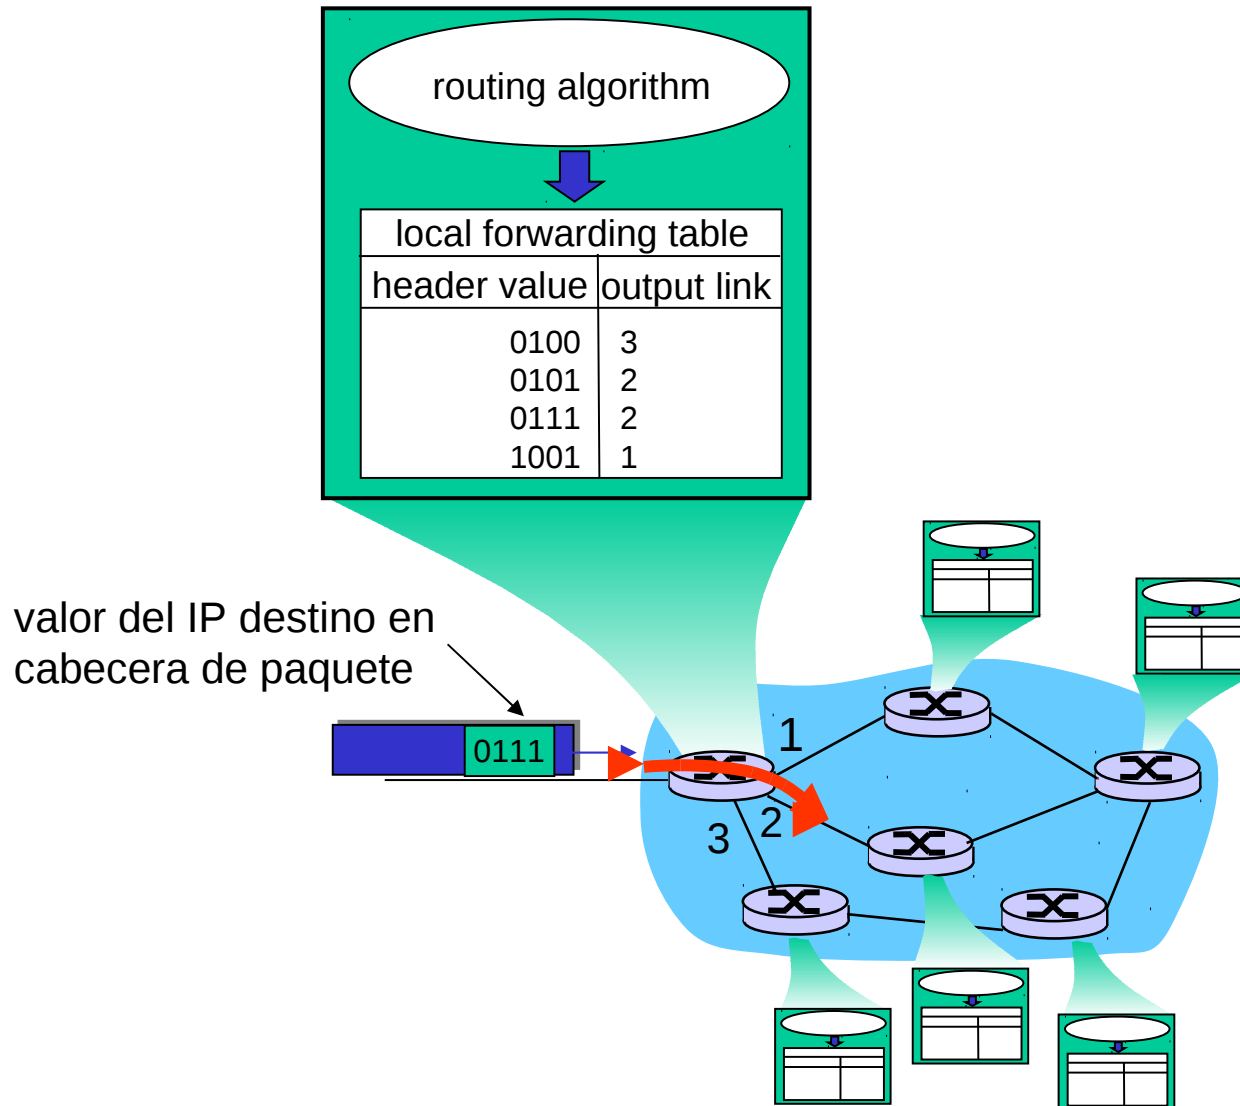 routing algorithm
local forwarding table
header value output link
0100 3
0101 2
0111 2
1001 1
valor del IP destino en
cabecera de paquete
0111
1
2
3